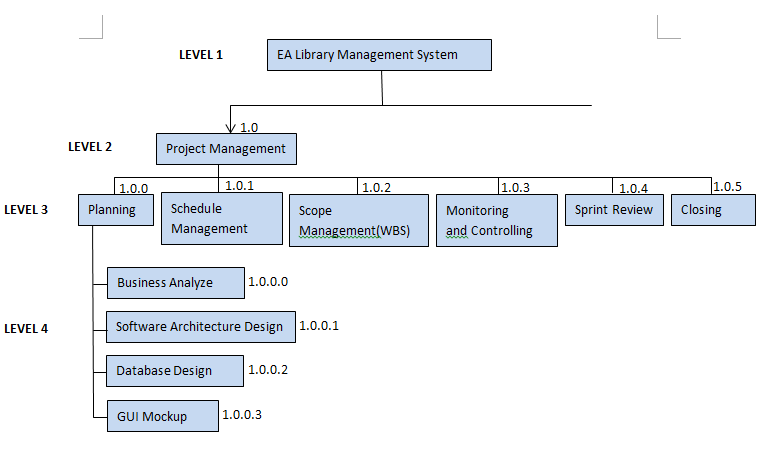 LEVEL 1
EA Library Management System
1.0
LEVEL 2
Project Management
1.0.0
1.0.1
1.0.2
1.0.3
1.0.4
1.0.5
LEVEL 3
Planning
Schedule
Management
Scope
Management(WBS)
Monitoring
and Controlling
Sprint Review
Closing
Business Analyze
1.0.0.0
LEVEL 4
Software Architecture Design
1.0.0.1
Database Design
1.0.0.2
GUI Mockup
1.0.0.3